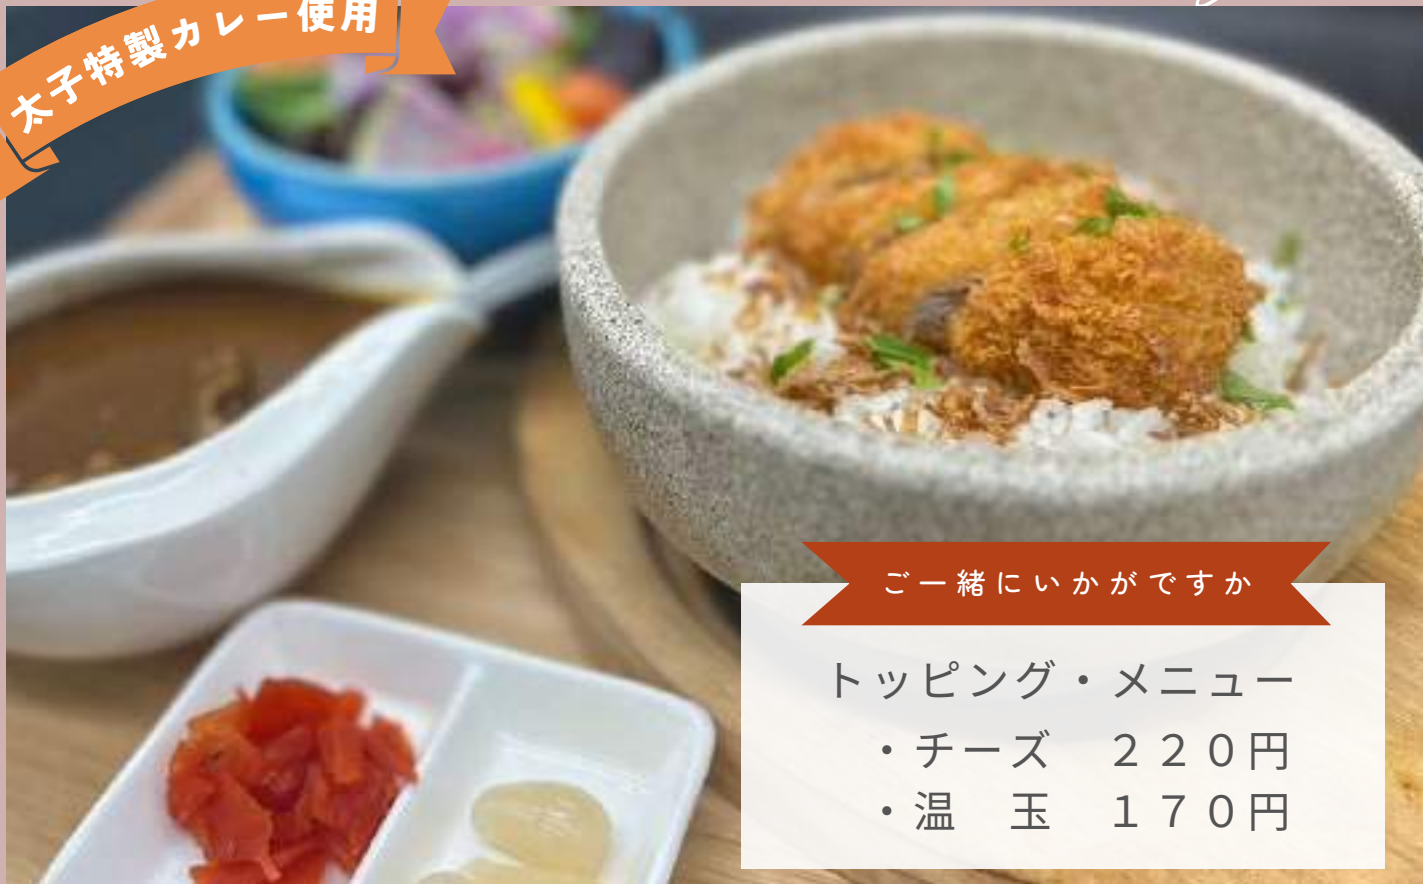 太子特製カレー使用
ご一緒にいかがですか
トッピング・メニュー
・チーズ　２２０円
・温　玉　１７０円